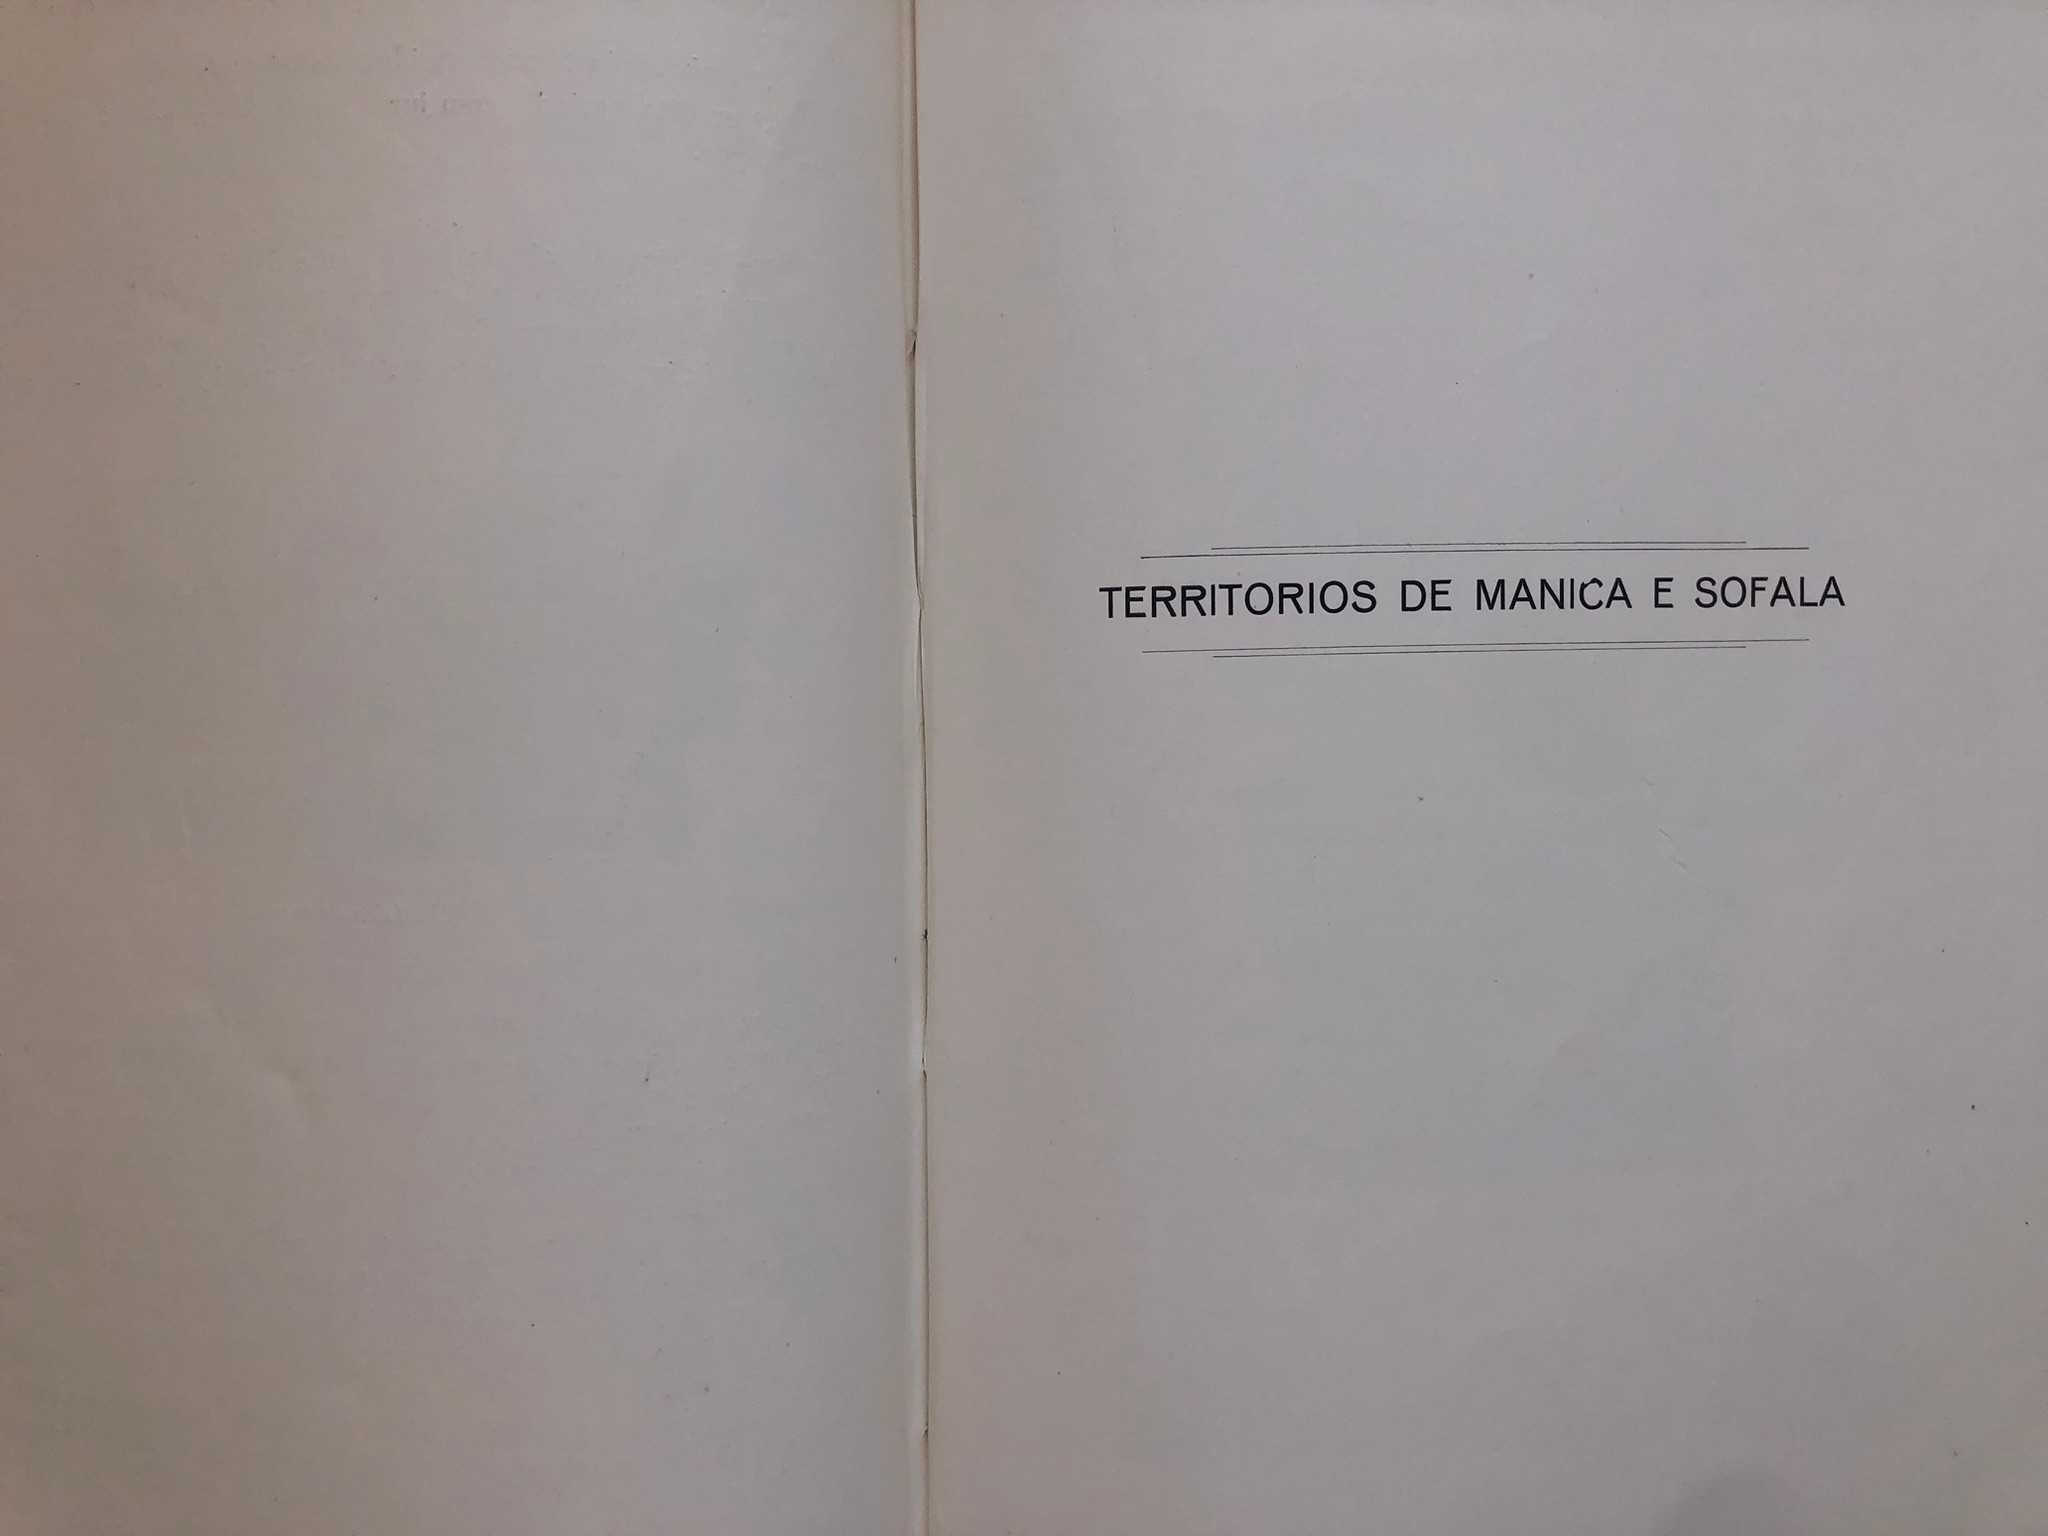 TERRITORIOS DE MANICA E SOFALA